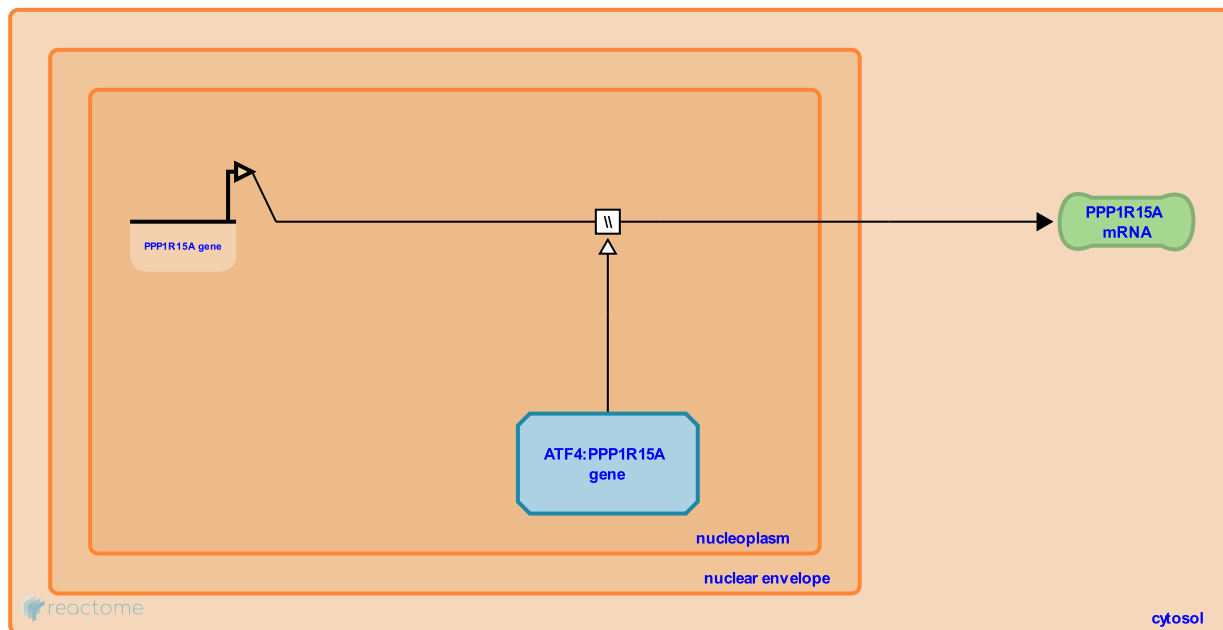 PPP1R15A gene
\\
PPP1R15A
mRNA
ATF4:PPP1R15A
gene
nucleoplasm
nuclear envelope
reactome
cytosol